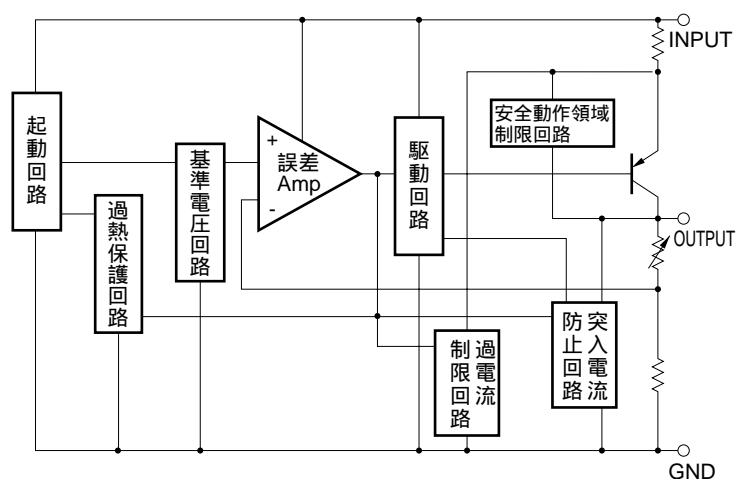 INPUT
起動回路
過熱保護回路
基準電圧回路
+
誤差
Amp
-
駆動回路
安全動作領域
制限回路
OUTPUT
過電流
制限回路
突入電流
防止回路
GND